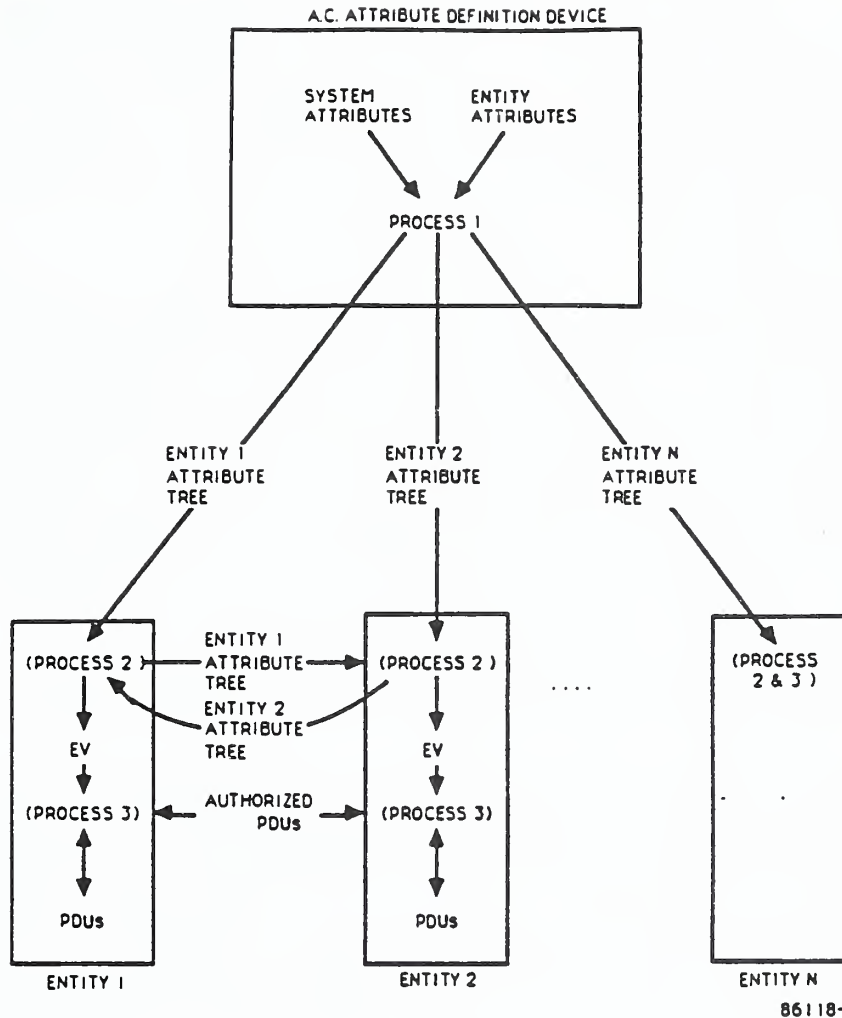 A.C. ATTRIBUTE DEFINITION DEVICE
SYSTEM
ATTRIBUTES
ENTITY
ATTRIBUTES
PROCESS 1
ENTITY 1
ATTRIBUTE
TREE
ENTITY 2
ATTRIBUTE
TREE
ENTITY N
ATTRIBUTE
TREE
(PROCESS 2)
ENTITY 1
ATTRIBUTE
TREE
(PROCESS 2)
(PROCESS
2 & 3)
ENTITY 2
ATTRIBUTE
TREE
....
EV
EV
(PROCESS 3)
AUTHORIZED
PDUs
(PROCESS 3)
PDUs
PDUs
ENTITY 1
ENTITY 2
ENTITY N
86118-